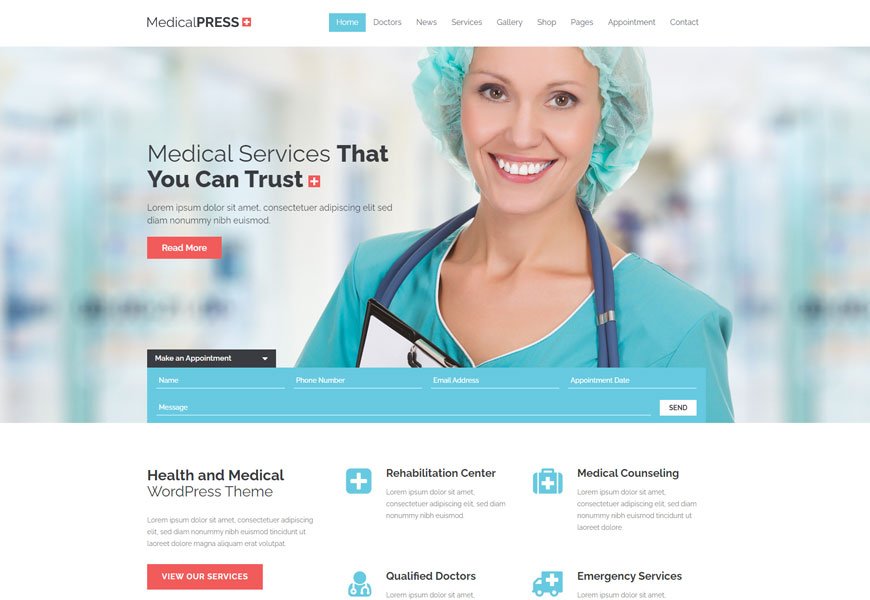 MedicalPRESS
Home Doctors News Services Gallery Shop Pages Appointment Contact
Medical Services That
You Can Trust
Lorem ipsum dolor sit amet, consectetuer adipiscing elit sed
diam nonummy nibh euismod.
Read More
Make an Appointment
Name Phone Number Email Address Appointment Date
Message SEND
Health and Medical
WordPress Theme
Lorem ipsum dolor sit amet, consectetuer adipiscing
elit, sed diam nonummy nibh euismod tincidunt ut
laoreet dolore magna aliquam erat volutpat.
VIEW OUR SERVICES
Rehabilitation Center
Lorem ipsum dolor sit amet,
consectetuer adipiscing elit, sed diam
nonummy nibh euismod
Medical Counseling
Lorem ipsum dolor sit amet,
consectetuer adipiscing elit, sed diam
nonummy nibh euismod tincidunt ut
laoreet dolore
Qualified Doctors
Lorem ipsum dolor sit amet,
Emergency Services
Lorem ipsum dolor sit amet,